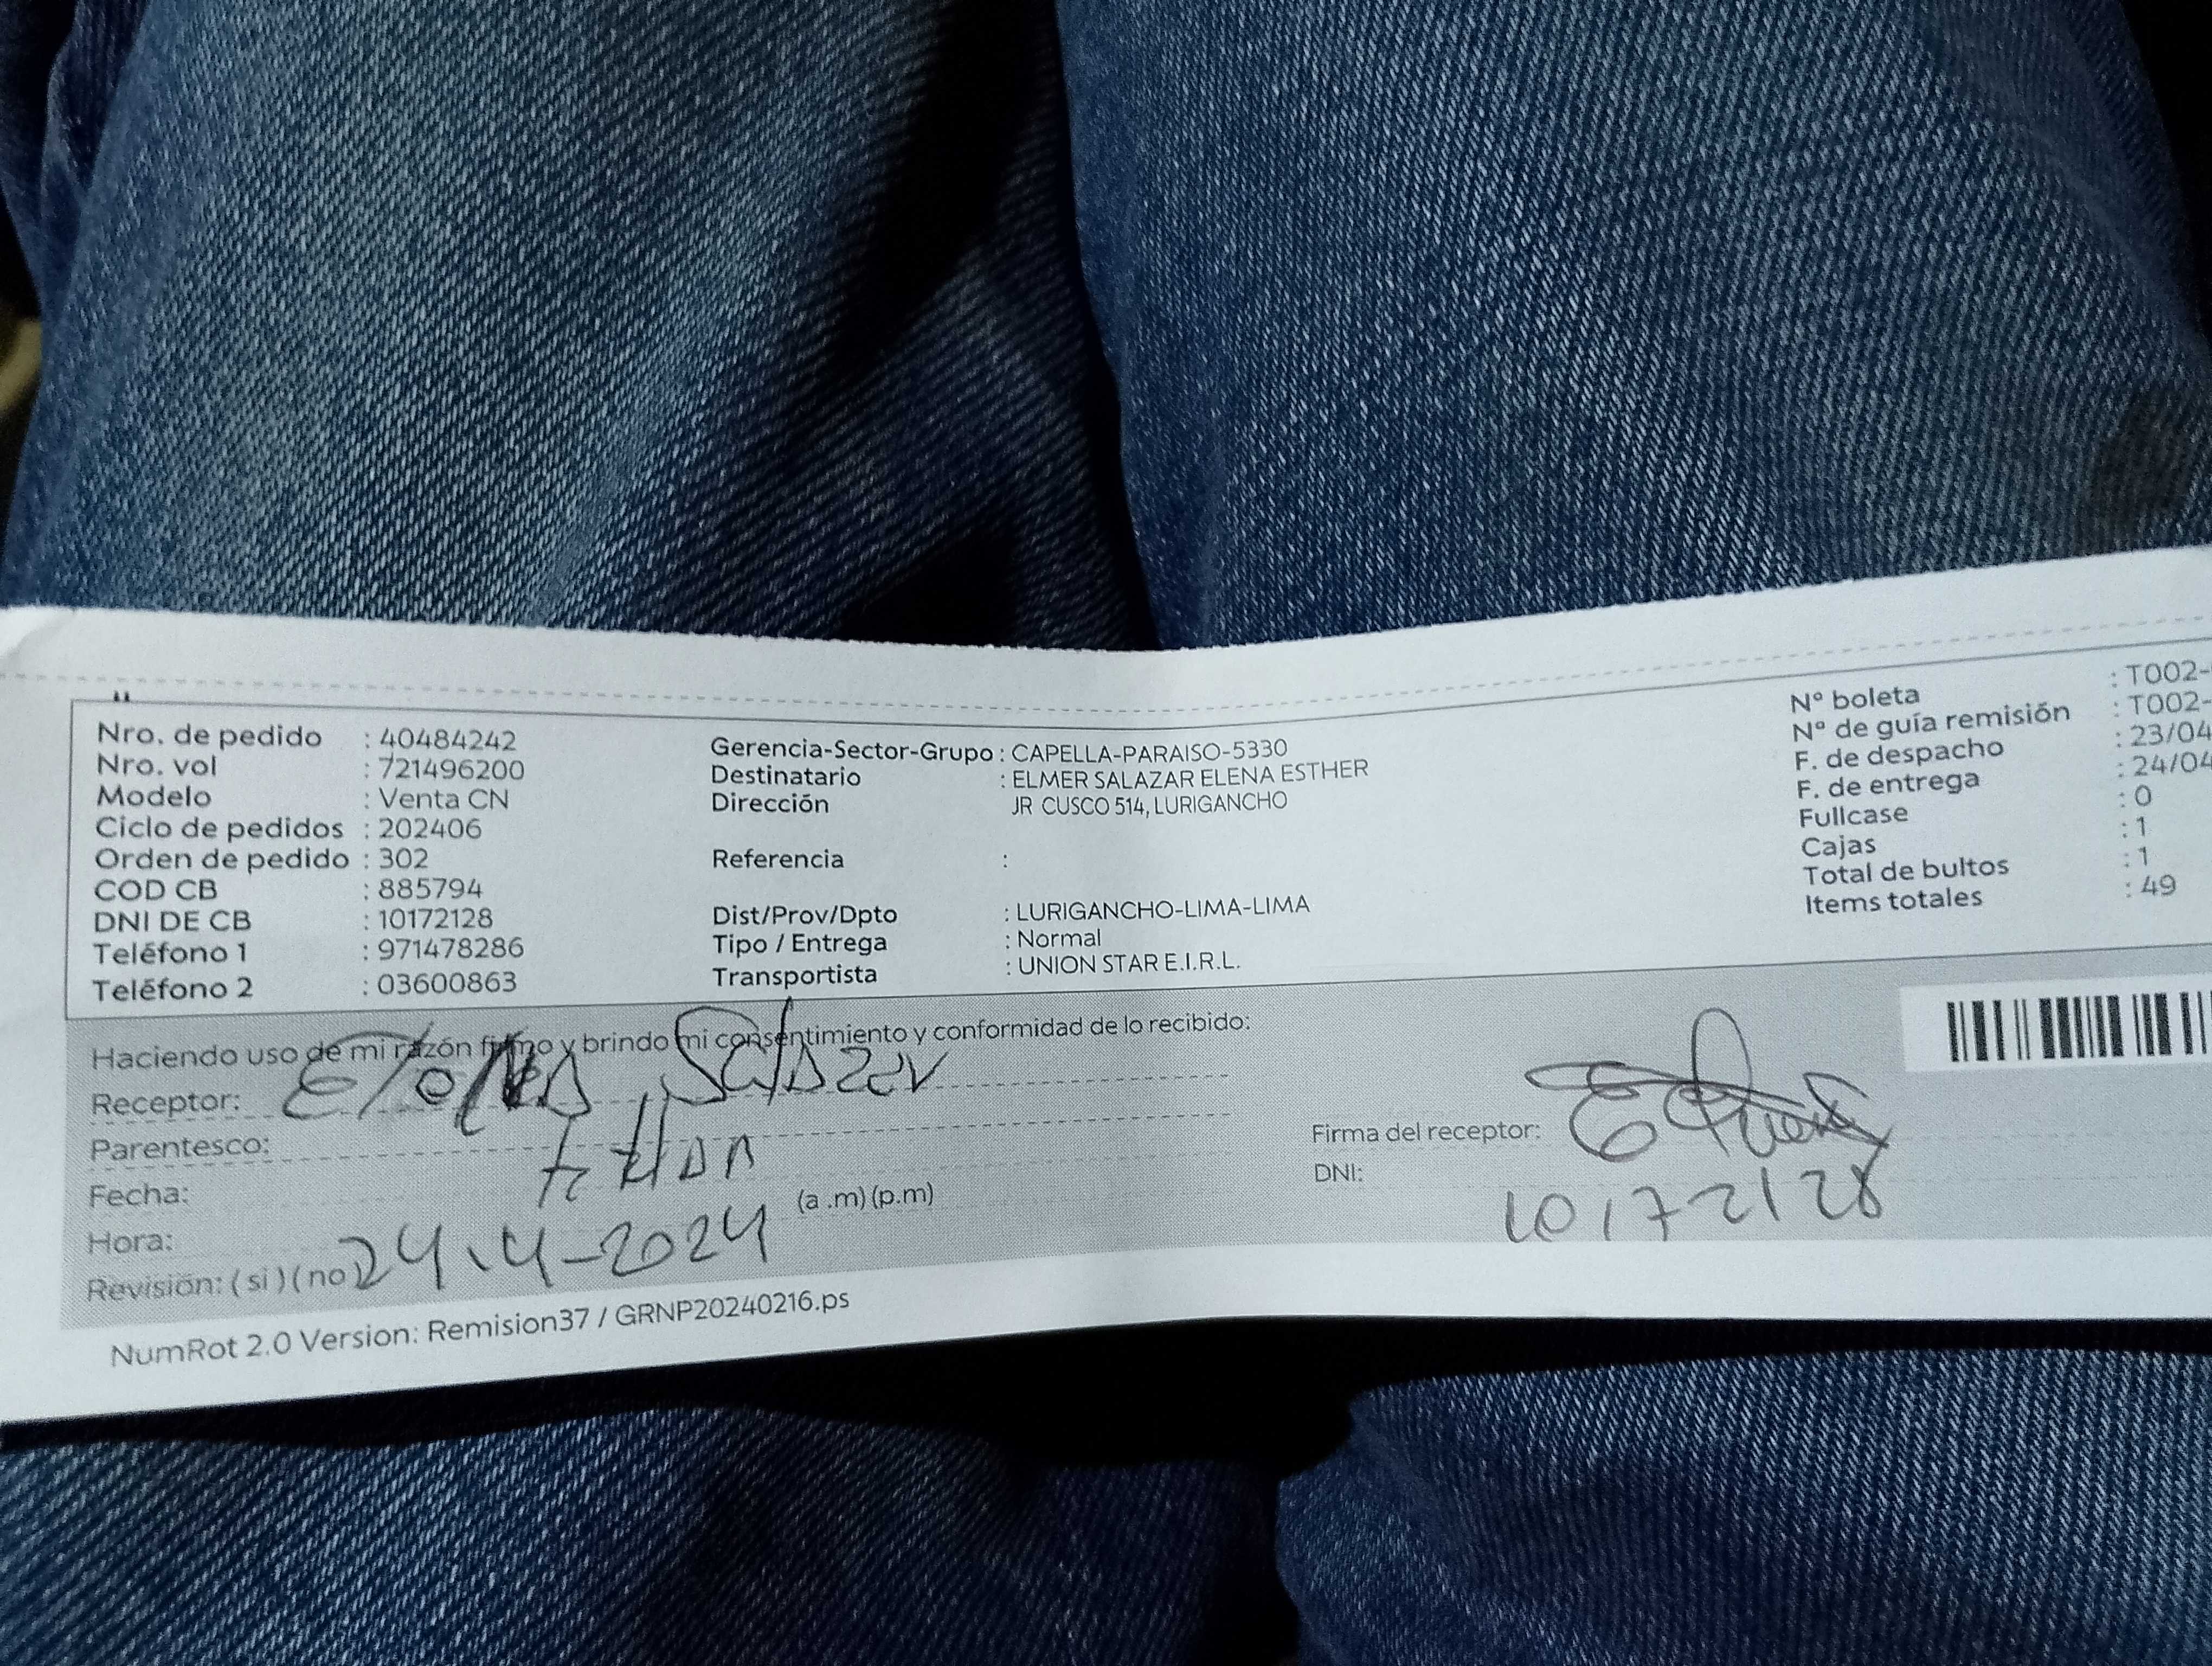 Nro. de pedido : 40484242
Nro. vol : 721496200
Modelo : Venta CN
Ciclo de pedidos : 202406
Orden de pedido : 302
COD CB : 885794
DNI DE CB : 10172128
Teléfono 1 : 971478286
Teléfono 2 : 03600863
Gerencia-Sector-Grupo : CAPELLA-PARAISO-5330
Destinatario : ELMER SALAZAR ELENA ESTHER
Dirección JR CUSCO 514, LURIGANCHO
Referencia :
Dist/Prov/Dpto : LURIGANCHO-LIMA-LIMA
Tipo / Entrega : Normal
Transportista : UNION STAR E.I.R.L.
N° boleta : T002-
N° de guía remisión : T002-
F. de despacho : 23/04
F. de entrega : 24/04
Fullcase : 0
Cajas : 1
Total de bultos : 1
Items totales : 49
Haciendo uso de mi razón firmo y brindo mi consentimiento y conformidad de lo recibido:
Receptor: Elena Salazar
Parentesco:
Fecha:
(a .m) (p.m)
Hora:
24-4-2024
Revisión: ( si ) ( no
Firma del receptor:
DNI:
10172128
NumRot 2.0 Version: Remision37 / GRNP20240216.ps